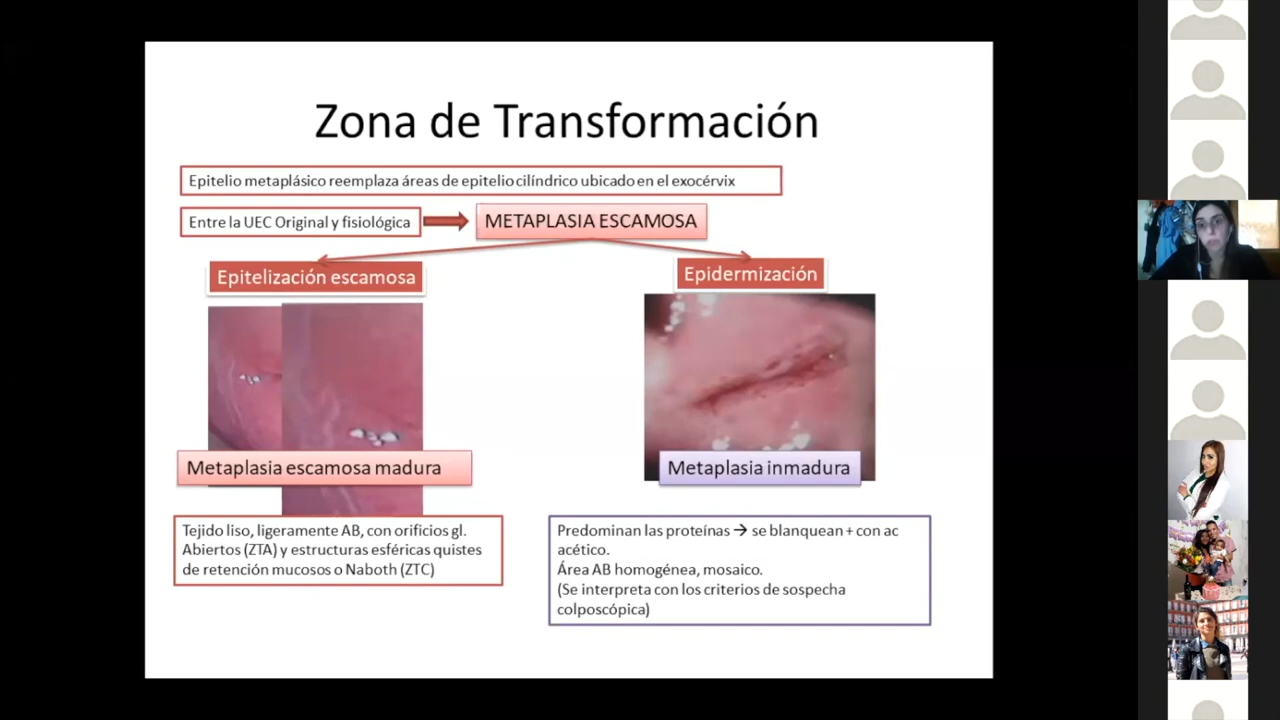 Zona de Transformación
Epitelio metaplásico reemplaza áreas de epitelio cilíndrico ubicado en el exocérvix
Entre la UEC Original y fisiológica
METAPLASIA ESCAMOSA
Epitelización escamosa
Epidermización
Metaplasia escamosa madura
Metaplasia inmadura
Tejido liso, ligeramente AB, con orificios gl.
Abiertos (ZTA) y estructuras esféricas quistes
de retención mucosos o Naboth (ZTC)
Predominan las proteínas → se blanquean + con ac
acético.
Área AB homogénea, mosaico.
(Se interpreta con los criterios de sospecha
colposcópica)